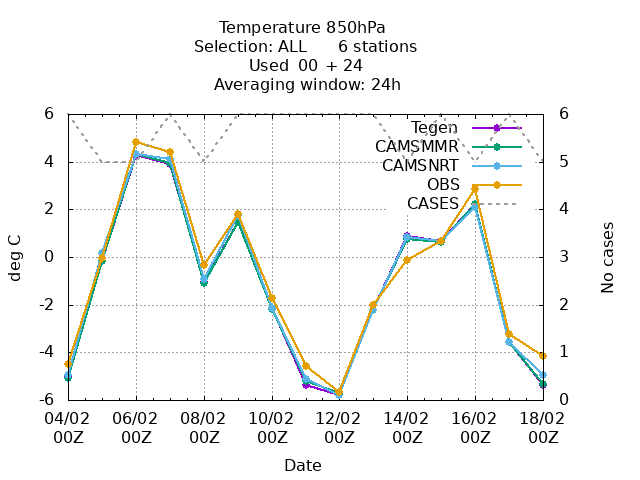 Temperature 850hPa
Selection: ALL 6 stations
Used 00 + 24
Averaging window: 24h
6 6
Tegen
CAMSMMR
4 5
CAMSNRT
OBS
CASES
2 4
0 3
deg C
No cases
-2 2
-4 1
-6 0
04/02 06/02 08/02 10/02 12/02 14/02 16/02 18/02
00Z 00Z 00Z 00Z 00Z 00Z 00Z 00Z
Date